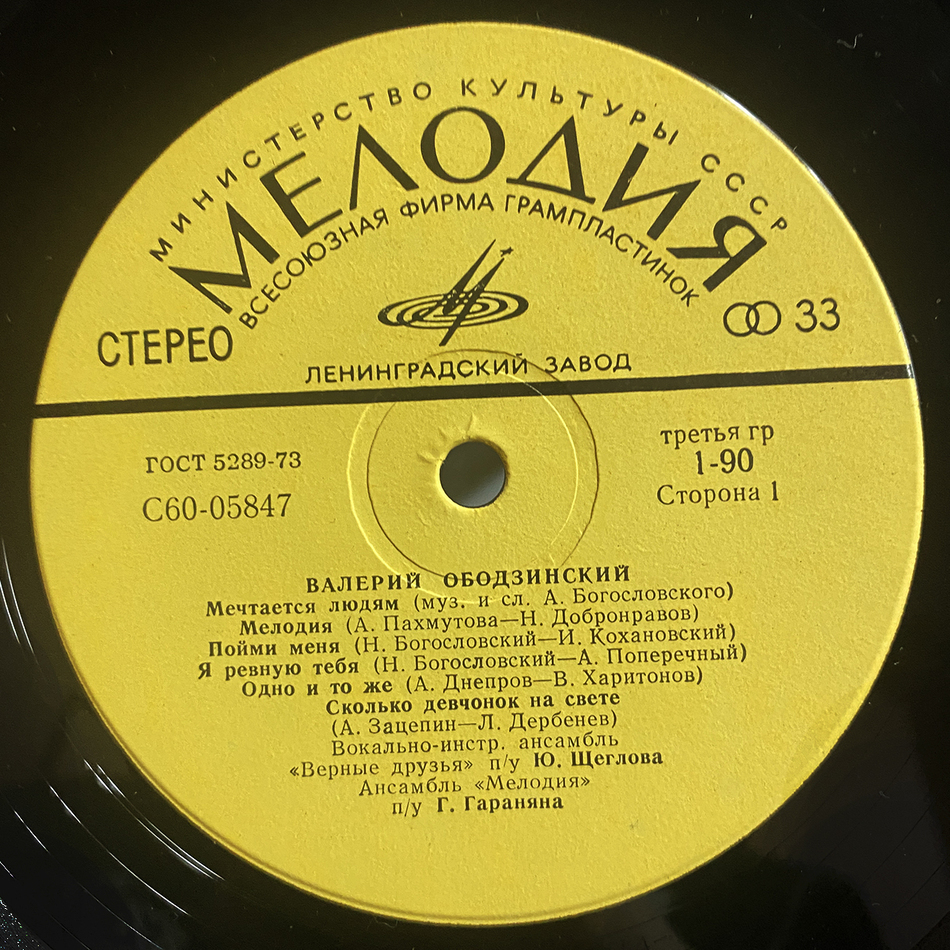 МИНИСТЕРСТВО КУЛЬТУРЫ СССР
МЕЛОДИЯ
ВСЕСОЮЗНАЯ ФИРМА ГРАМПЛАСТИНОК
СТЕРЕО
33
ЛЕНИНГРАДСКИЙ ЗАВОД
ГОСТ 5289-73
С60-05847
третья гр
1-90
Сторона 1
ВАЛЕРИЙ ОБОДЗИНСКИЙ
Мечтается людям (муз. и сл. А. Богословского)
Мелодия (А. Пахмутова—Н. Добронравов)
Пойми меня (Н. Богословский—И. Кохановский)
Я ревную тебя (Н. Богословский—А. Поперечный)
Одно и то же (А. Днепров—В. Харитонов)
Сколько девчонок на свете
(А. Зацепин—Л. Дербенев)
Вокально-инстр. ансамбль
«Верные друзья» п/у Ю. Щеглова
Ансамбль «Мелодия»
п/у Г. Гараняна